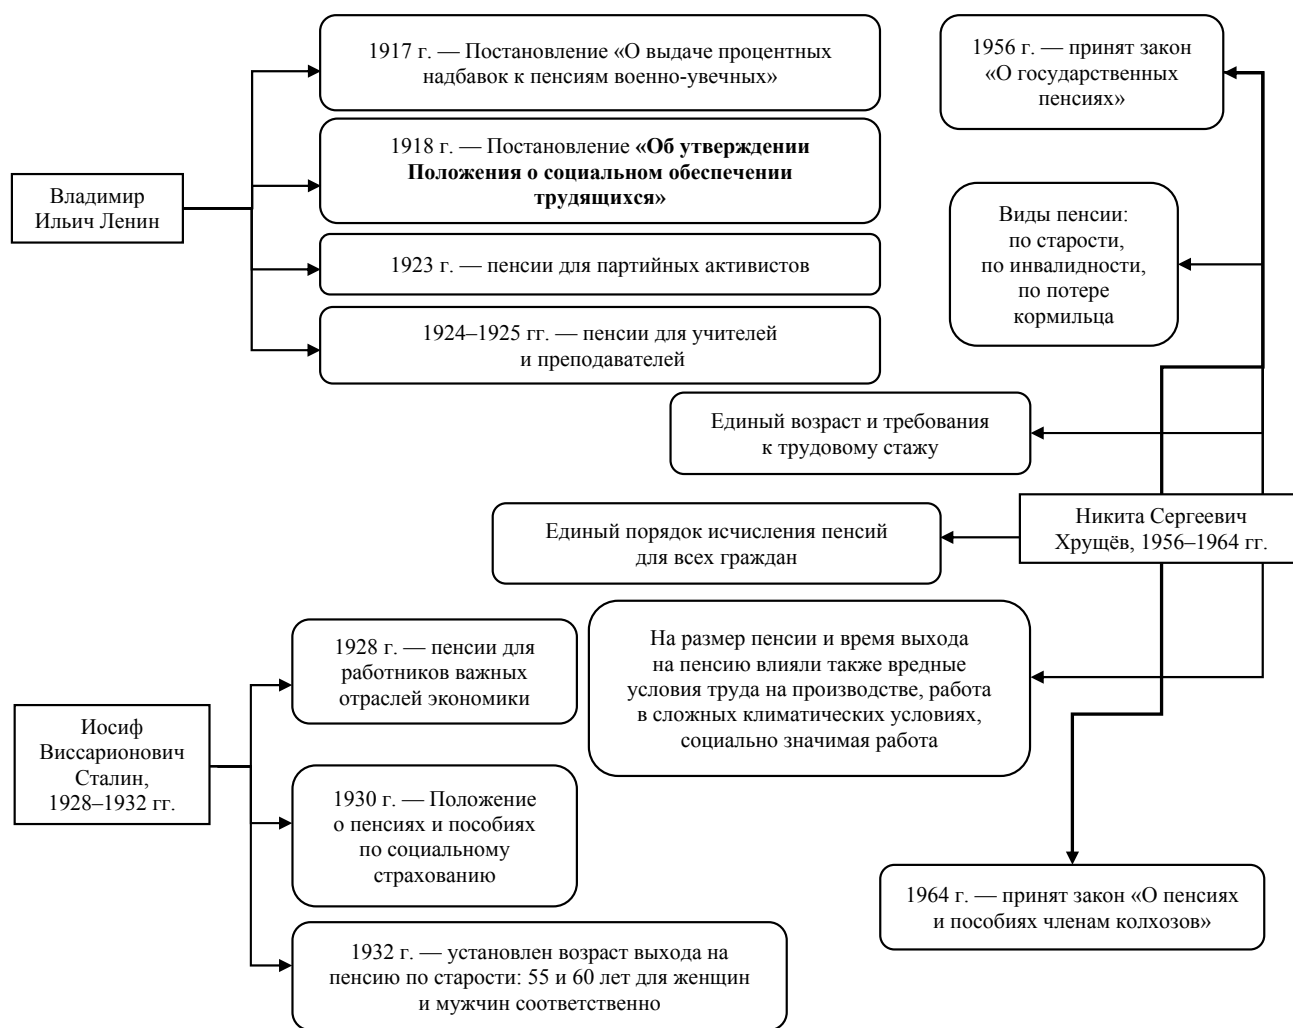 Владимир
Ильич Ленин
1917 г. — Постановление «О выдаче процентных
надбавок к пенсиям военно-увечных»
1918 г. — Постановление «Об утверждении
Положения о социальном обеспечении
трудящихся»
1923 г. — пенсии для партийных активистов
1924–1925 гг. — пенсии для учителей
и преподавателей
1956 г. — принят закон
«О государственных
пенсиях»
Виды пенсии:
по старости,
по инвалидности,
по потере
кормильца
Единый возраст и требования
к трудовому стажу
Никита Сергеевич
Хрущёв, 1956–1964 гг.
Единый порядок исчисления пенсий
для всех граждан
На размер пенсии и время выхода
на пенсию влияли также вредные
условия труда на производстве, работа
в сложных климатических условиях,
социально значимая работа
1964 г. — принят закон «О пенсиях
и пособиях членам колхозов»
Иосиф
Виссарионович
Сталин,
1928–1932 гг.
1928 г. — пенсии для
работников важных
отраслей экономики
1930 г. — Положение
о пенсиях и пособиях
по социальному
страхованию
1932 г. — установлен возраст выхода на
пенсию по старости: 55 и 60 лет для женщин
и мужчин соответственно